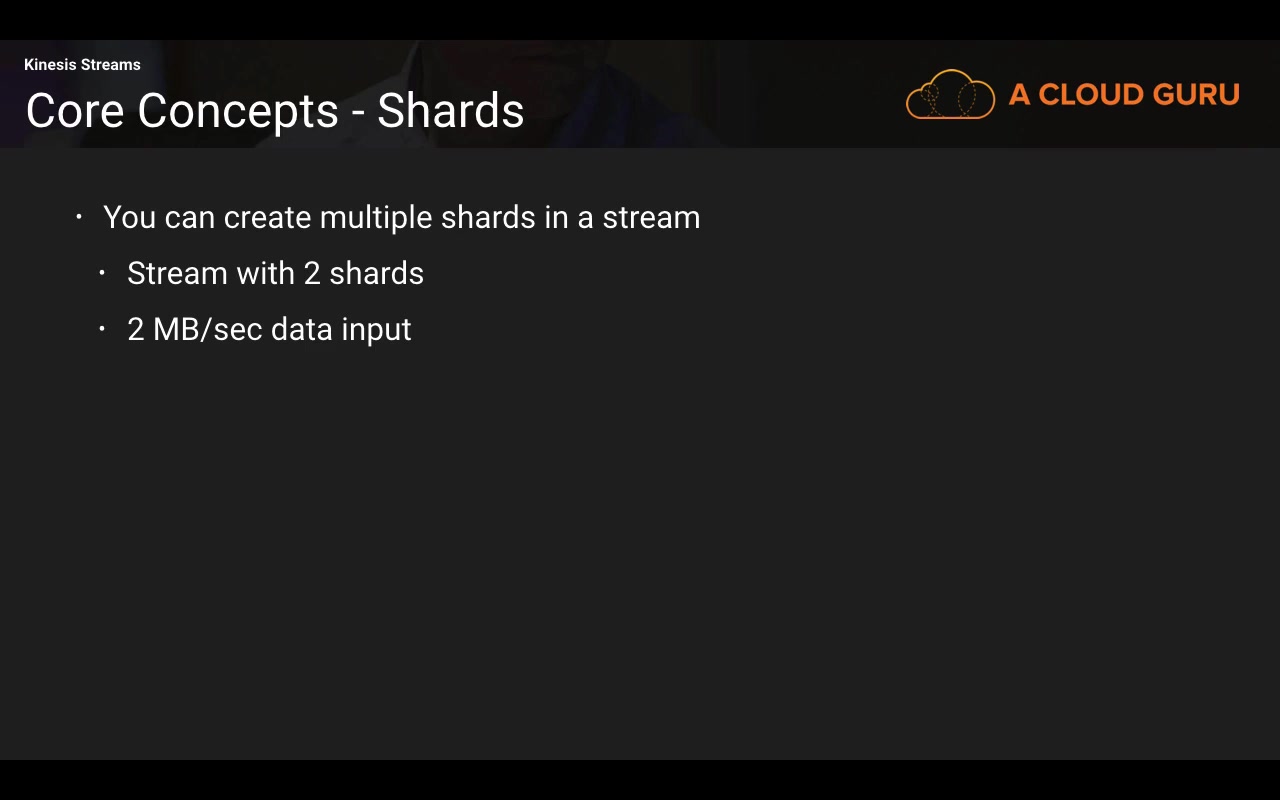 Kinesis Streams
Core Concepts - Shards
A CLOUD GURU
· You can create multiple shards in a stream
· Stream with 2 shards
· 2 MB/sec data input